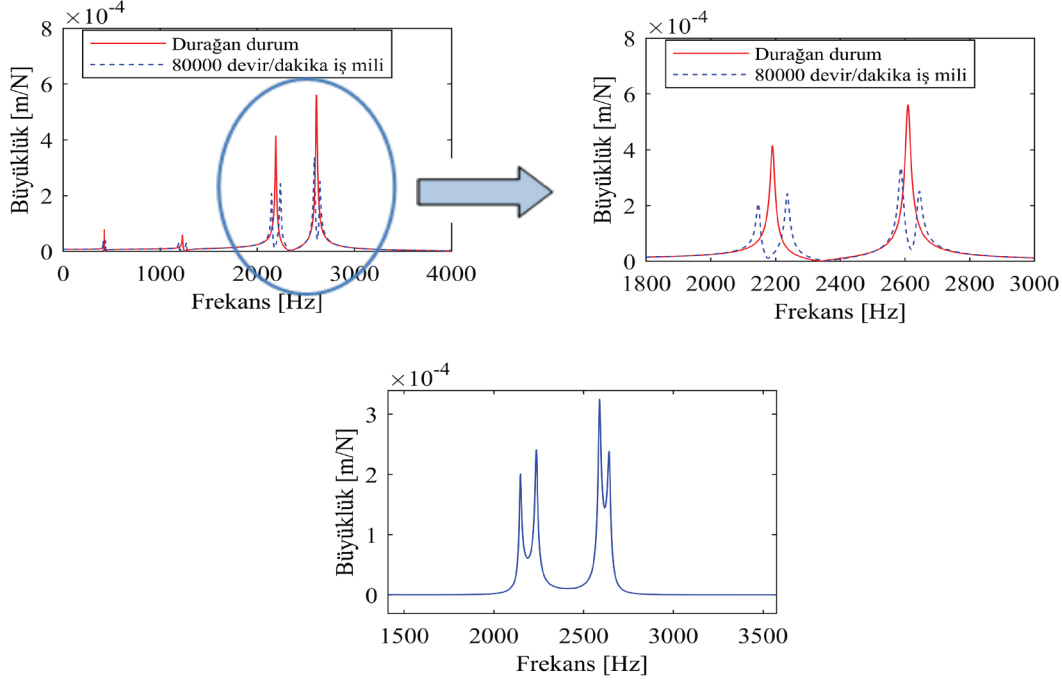 ×10-4
Durağan durum
80000 devir/dakika iş mili
Büyüklük [m/N]
8
6
4
2
0
0 1000 2000 3000 4000
Frekans [Hz]
×10-4
Durağan durum
80000 devir/dakika iş mili
Büyüklük [m/N]
8
6
4
2
0
1800 2000 2200 2400 2600 2800 3000
Frekans [Hz]
×10-4
Büyüklük [m/N]
3
2
1
0
1500 2000 2500 3000 3500
Frekans [Hz]